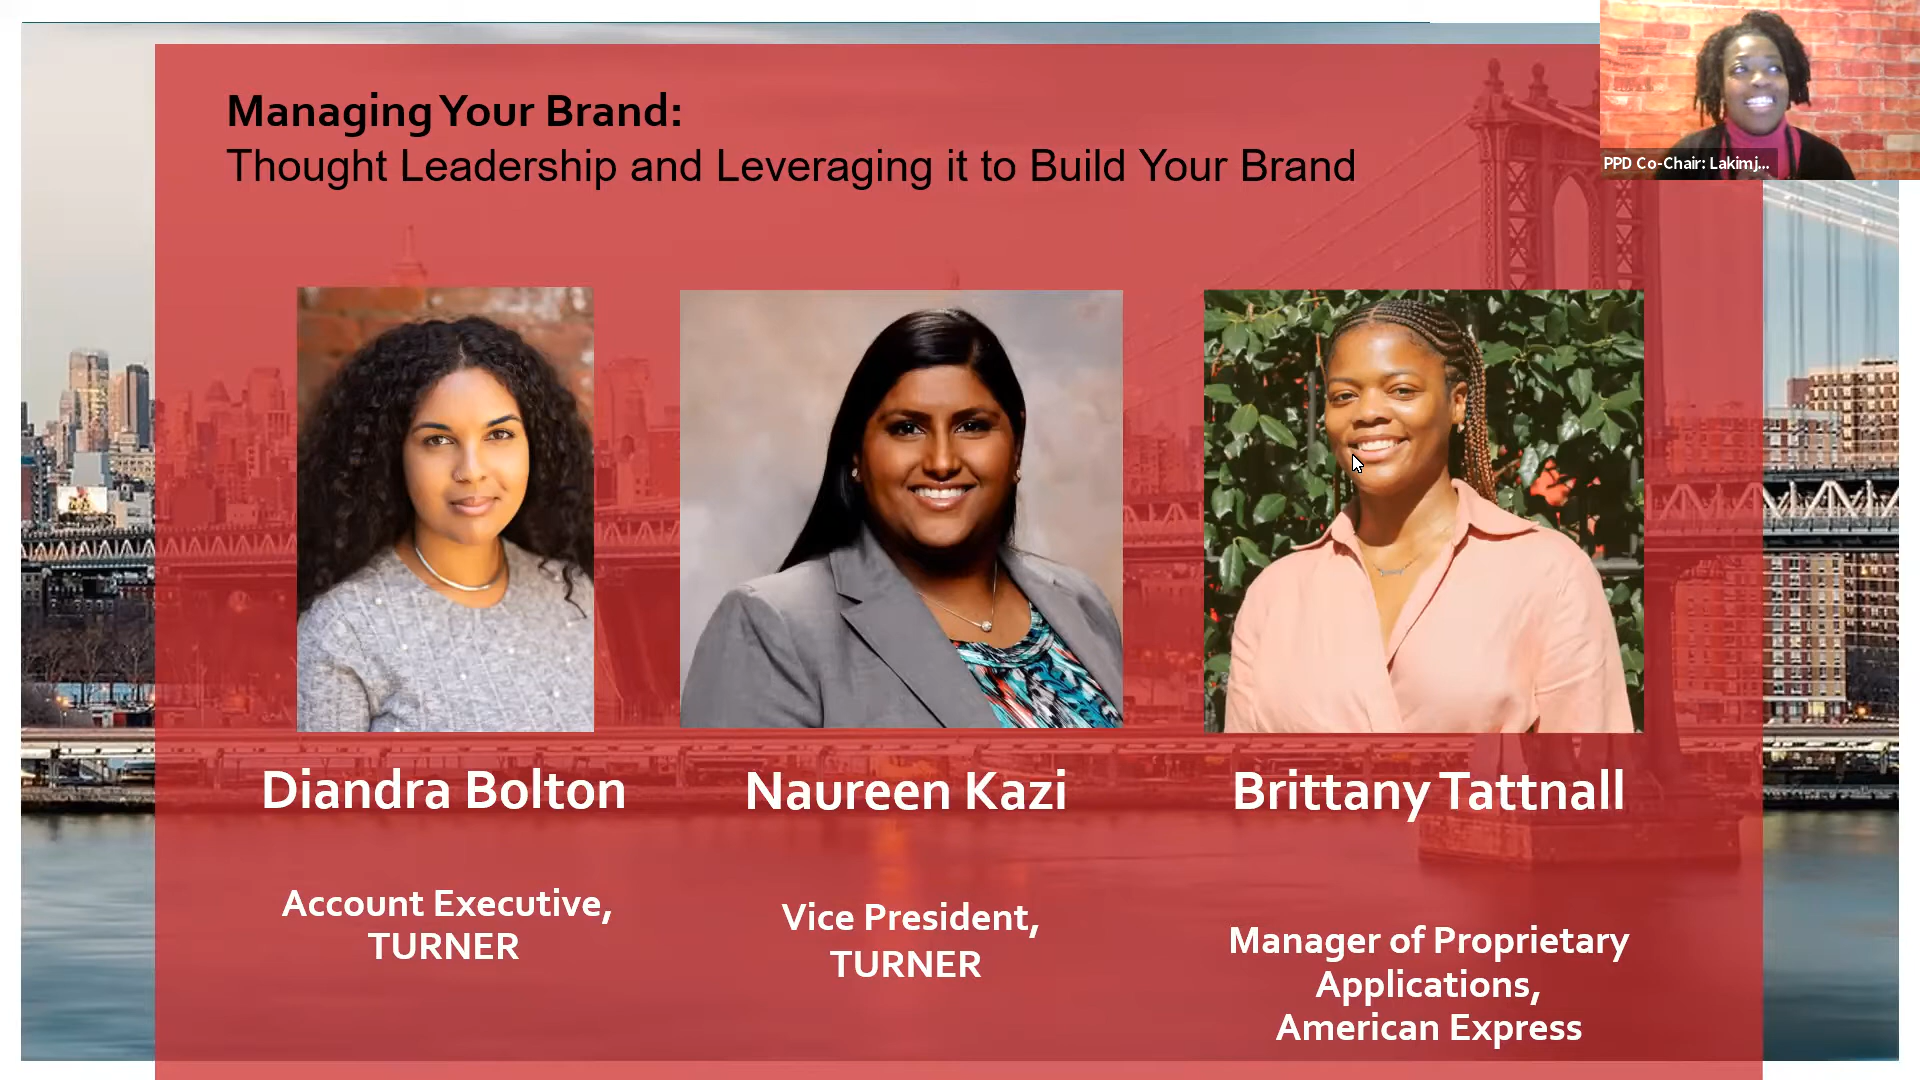 Managing Your Brand:
Thought Leadership and Leveraging it to Build Your Brand
PPD Co-Chair: Lakimj...
Diandra Bolton
Account Executive,
TURNER
Naureen Kazi
Vice President,
TURNER
Brittany Tattnall
Manager of Proprietary
Applications,
American Express